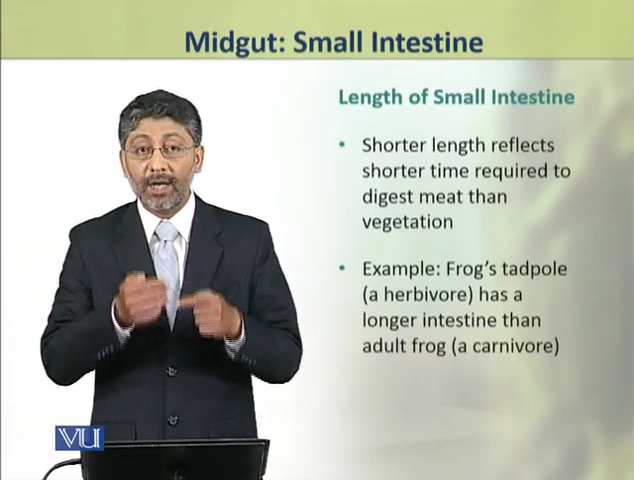 Midgut: Small Intestine
Length of Small Intestine
• Shorter length reflects
shorter time required to
digest meat than
vegetation
• Example: Frog's tadpole
(a herbivore) has a
longer intestine than
adult frog (a carnivore)
VU